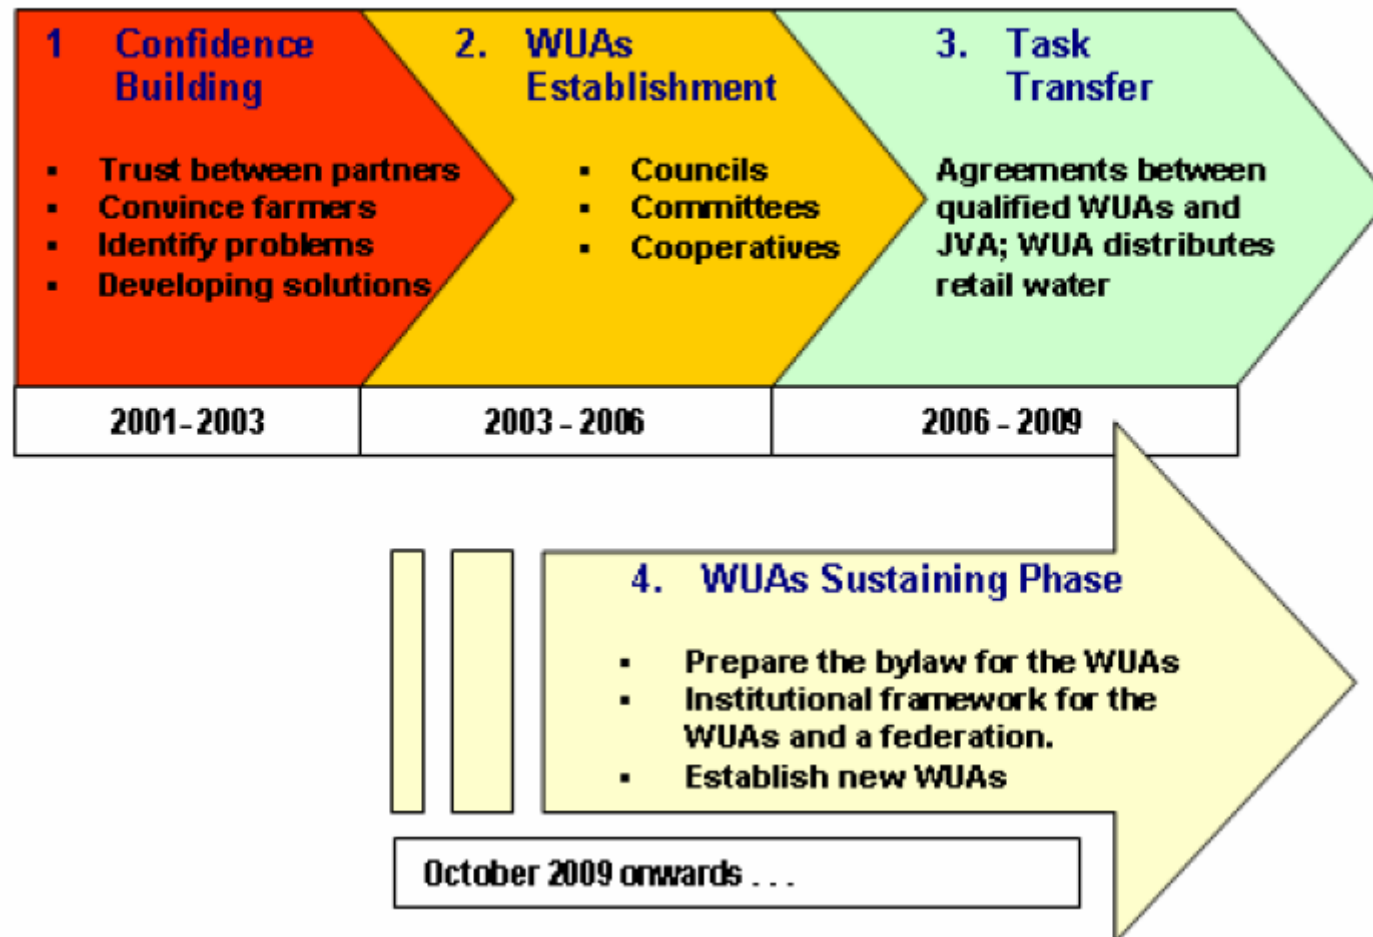 1 Confidence
Building
▪ Trust between partners
▪ Convince farmers
▪ Identify problems
▪ Developing solutions
2001-2003
2. WUAs
Establishment
▪ Councils
▪ Committees
▪ Cooperatives
2003 - 2006
3. Task
Transfer
Agreements between
qualified WUAs and
JVA; WUA distributes
retail water
2006 - 2009
4. WUAs Sustaining Phase
▪ Prepare the bylaw for the WUAs
▪ Institutional framework for the
WUAs and a federation.
▪ Establish new WUAs
October 2009 onwards . . .